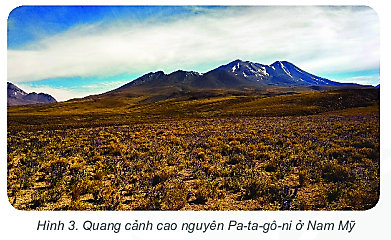 Hình 3. Quang cảnh cao nguyên Pa-ta-gô-ni ở Nam Mỹ